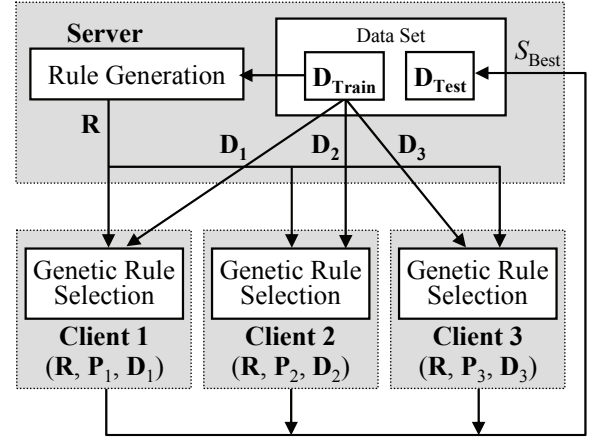 Server
Data Set
S_Best
Rule Generation
D_Train
D_Test
R
D_1
D_2
D_3
Genetic Rule
Selection
Client 1
(R, P_1, D_1)
Genetic Rule
Selection
Client 2
(R, P_2, D_2)
Genetic Rule
Selection
Client 3
(R, P_3, D_3)